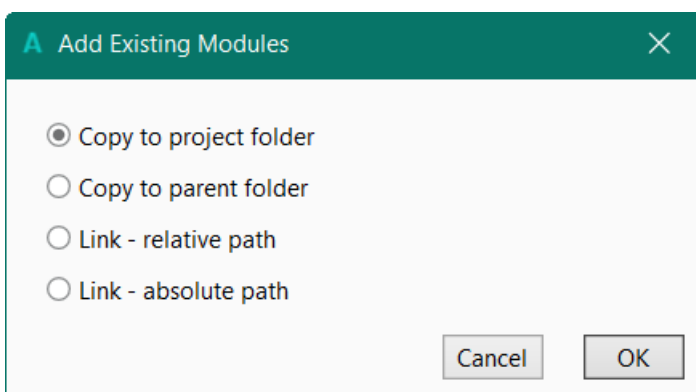 A Add Existing Modules
Copy to project folder
Copy to parent folder
Link - relative path
Link - absolute path
Cancel OK